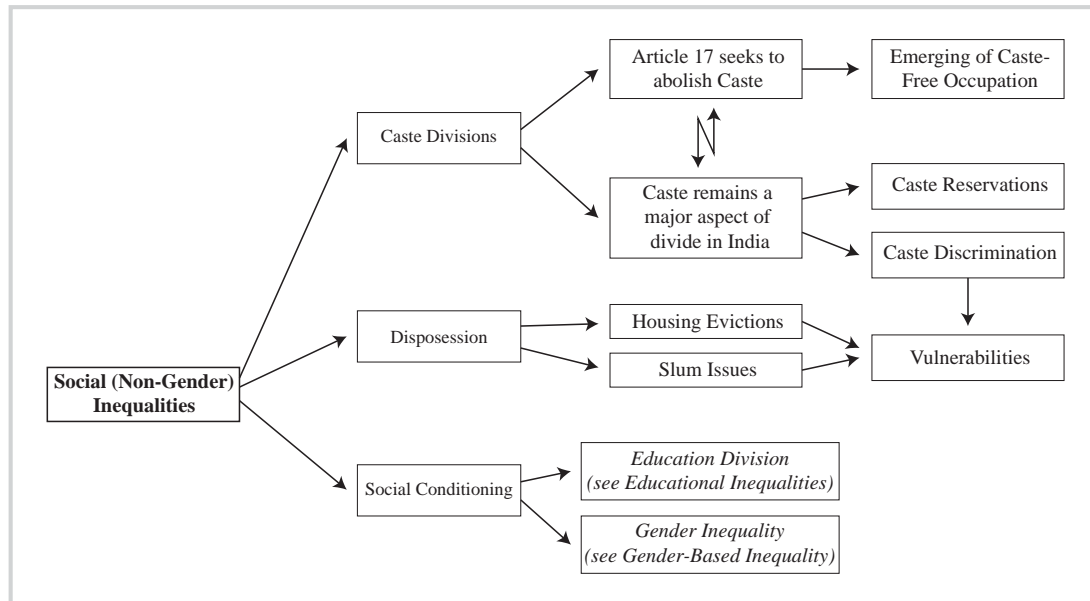 Article 17 seeks to
abolish Caste
Emerging of Caste-
Free Occupation
Caste Divisions
Caste remains a
major aspect of
divide in India
Caste Reservations
Caste Discrimination
Disposession
Housing Evictions
Slum Issues
Vulnerabilities
Social (Non-Gender)
Inequalities
Social Conditioning
Education Division
(see Educational Inequalities)
Gender Inequality
(see Gender-Based Inequality)